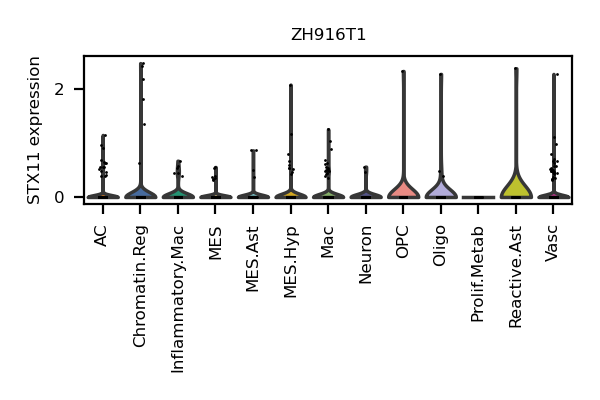 ZH916T1
STX11 expression
2
0
AC
Chromatin.Reg
Inflammatory.Mac
MES
MES.Ast
MES.Hyp
Mac
Neuron
OPC
Oligo
Prolif.Metab
Reactive.Ast
Vasc